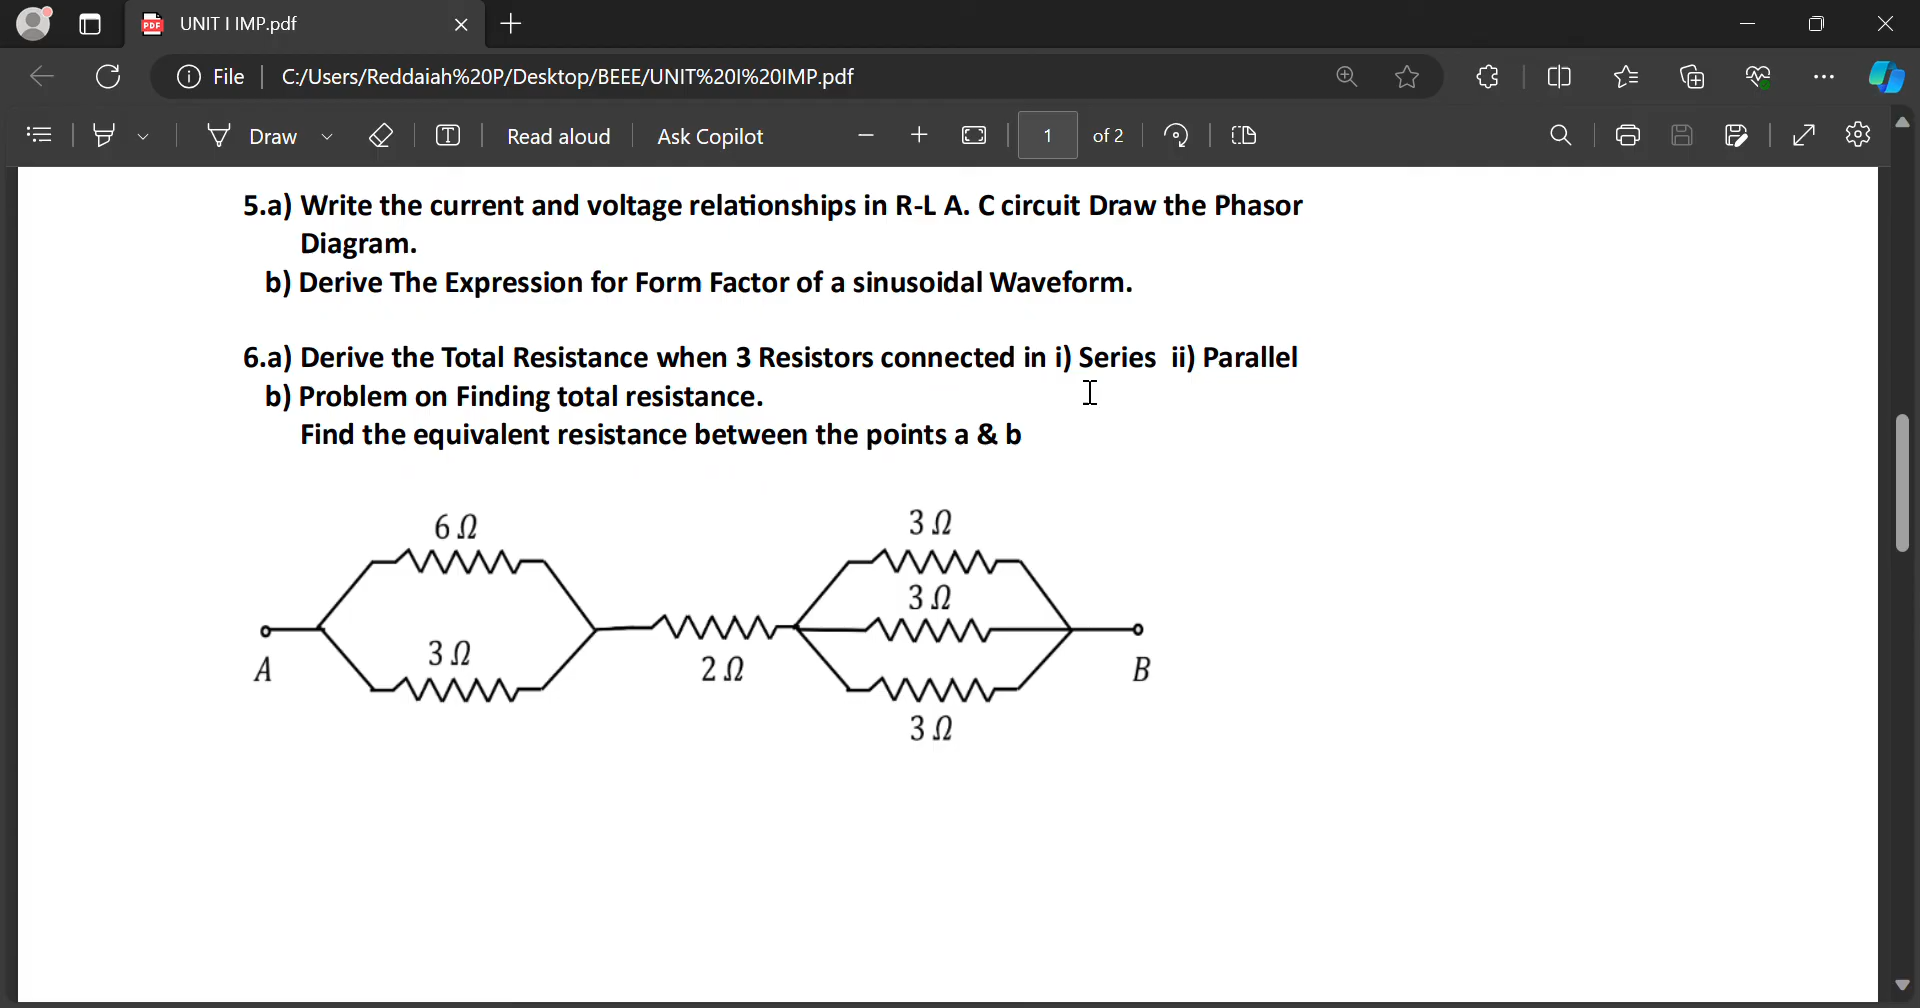 UNIT I IMP.pdf
File C:/Users/Reddaiah%20P/Desktop/BEEE/UNIT%20I%20IMP.pdf
Draw Read aloud Ask Copilot 1 of 2
5.a) Write the current and voltage relationships in R-L A. C circuit Draw the Phasor
Diagram.
b) Derive The Expression for Form Factor of a sinusoidal Waveform.
6.a) Derive the Total Resistance when 3 Resistors connected in i) Series ii) Parallel
b) Problem on Finding total resistance.
Find the equivalent resistance between the points a & b
6 Ω
3 Ω
3 Ω
3 Ω
A
2 Ω
B
3 Ω